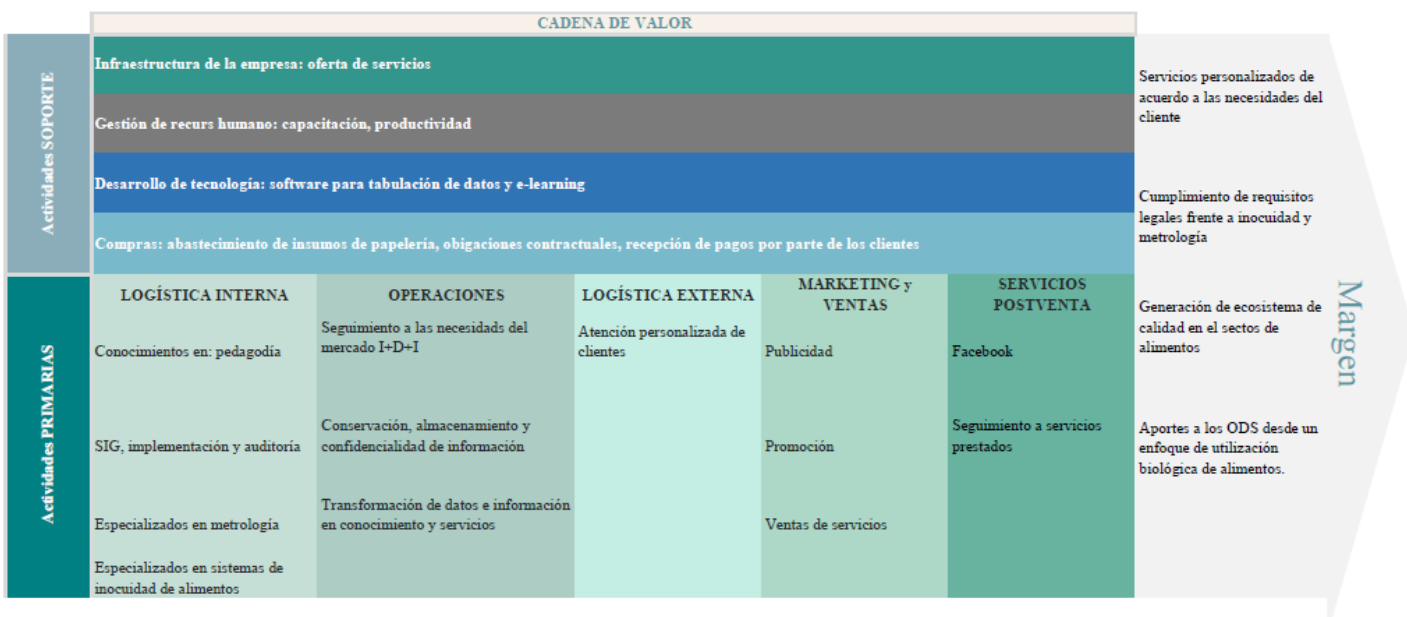 CADENA DE VALOR
Actividades SOPORTE
Infraestructura de la empresa: oferta de servicios
Gestión de recurs humano: capacitación, productividad
Desarrollo de tecnología: software para tabulación de datos y e-learning
Compras: abastecimiento de insumos de papelería, obigaciones contractuales, recepción de pagos por parte de los clientes
Actividades PRIMARIAS
LOGÍSTICA INTERNA
Conocimientos en: pedagodía
SIG, implementación y auditoría
Especializados en metrología
Especializados en sistemas de
inocuidad de alimentos
OPERACIONES
Seguimiento a las necesidads del
mercado I+D+I
Conservación, almacenamiento y
confidencialidad de información
Transformación de datos e información
en conocimiento y servicios
LOGÍSTICA EXTERNA
Atención personalizada de
clientes
MARKETING y
VENTAS
Publicidad
Promoción
Ventas de servicios
SERVICIOS
POSTVENTA
Facebook
Seguimiento a servicios
prestados
Servicios personalizados de
acuerdo a las necesidades del
cliente
Cumplimiento de requisitos
legales frente a inocuidad y
metrología
Generación de ecosistema de
calidad en el sectos de
alimentos
Aportes a los ODS desde un
enfoque de utilización
biológica de alimentos.
Margen